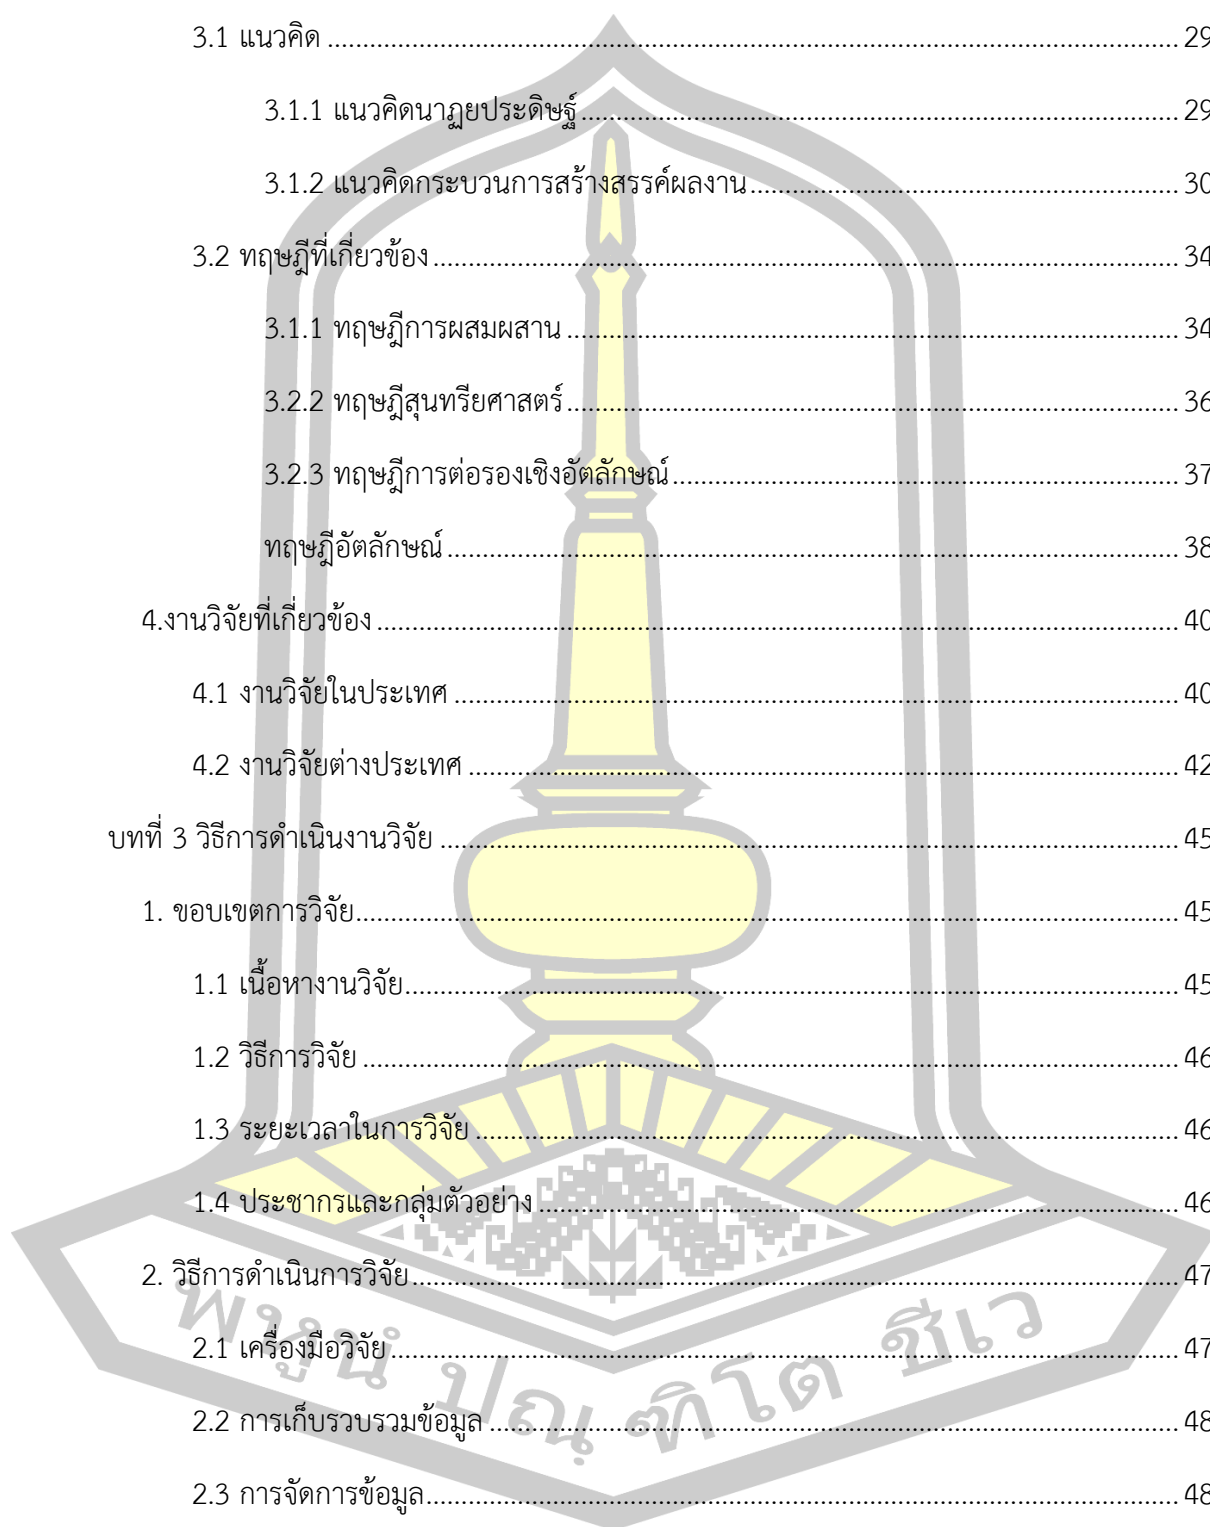 3.1 แนวคิด ........ 29
3.1.1 แนวคิดนาฏยประดิษฐ์ ........ 29
3.1.2 แนวคิดกระบวนการสร้างสรรค์ผลงาน ........ 30
3.2 ทฤษฎีที่เกี่ยวข้อง ........ 34
3.1.1 ทฤษฎีการผสมผสาน ........ 34
3.2.2 ทฤษฎีสุนทรียศาสตร์ ........ 36
3.2.3 ทฤษฎีการต่อรองเชิงอัตลักษณ์ ........ 37
ทฤษฎีอัตลักษณ์ ........ 38
4.งานวิจัยที่เกี่ยวข้อง ........ 40
4.1 งานวิจัยในประเทศ ........ 40
4.2 งานวิจัยต่างประเทศ ........ 42
บทที่ 3 วิธีการดำเนินงานวิจัย ........ 45
1. ขอบเขตการวิจัย ........ 45
1.1 เนื้อหางานวิจัย ........ 45
1.2 วิธีการวิจัย ........ 46
1.3 ระยะเวลาในการวิจัย ........ 46
1.4 ประชากรและกลุ่มตัวอย่าง ........ 46
2. วิธีการดำเนินการวิจัย ........ 47
2.1 เครื่องมือวิจัย ........ 47
2.2 การเก็บรวบรวมข้อมูล ........ 48
2.3 การจัดการข้อมูล ........ 48
พหูนํ ปณฺฑิโต ชีเว